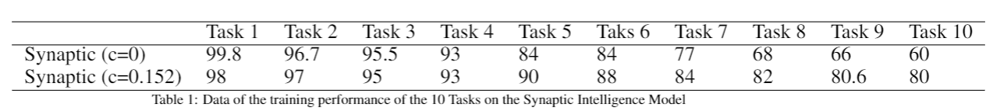 Task 1 Task 2 Task 3 Task 4 Task 5 Taks 6 Task 7 Task 8 Task 9 Task 10
Synaptic (c=0) 99.8 96.7 95.5 93 84 84 77 68 66 60
Synaptic (c=0.152) 98 97 95 93 90 88 84 82 80.6 80
Table 1: Data of the training performance of the 10 Tasks on the Synaptic Intelligence Model